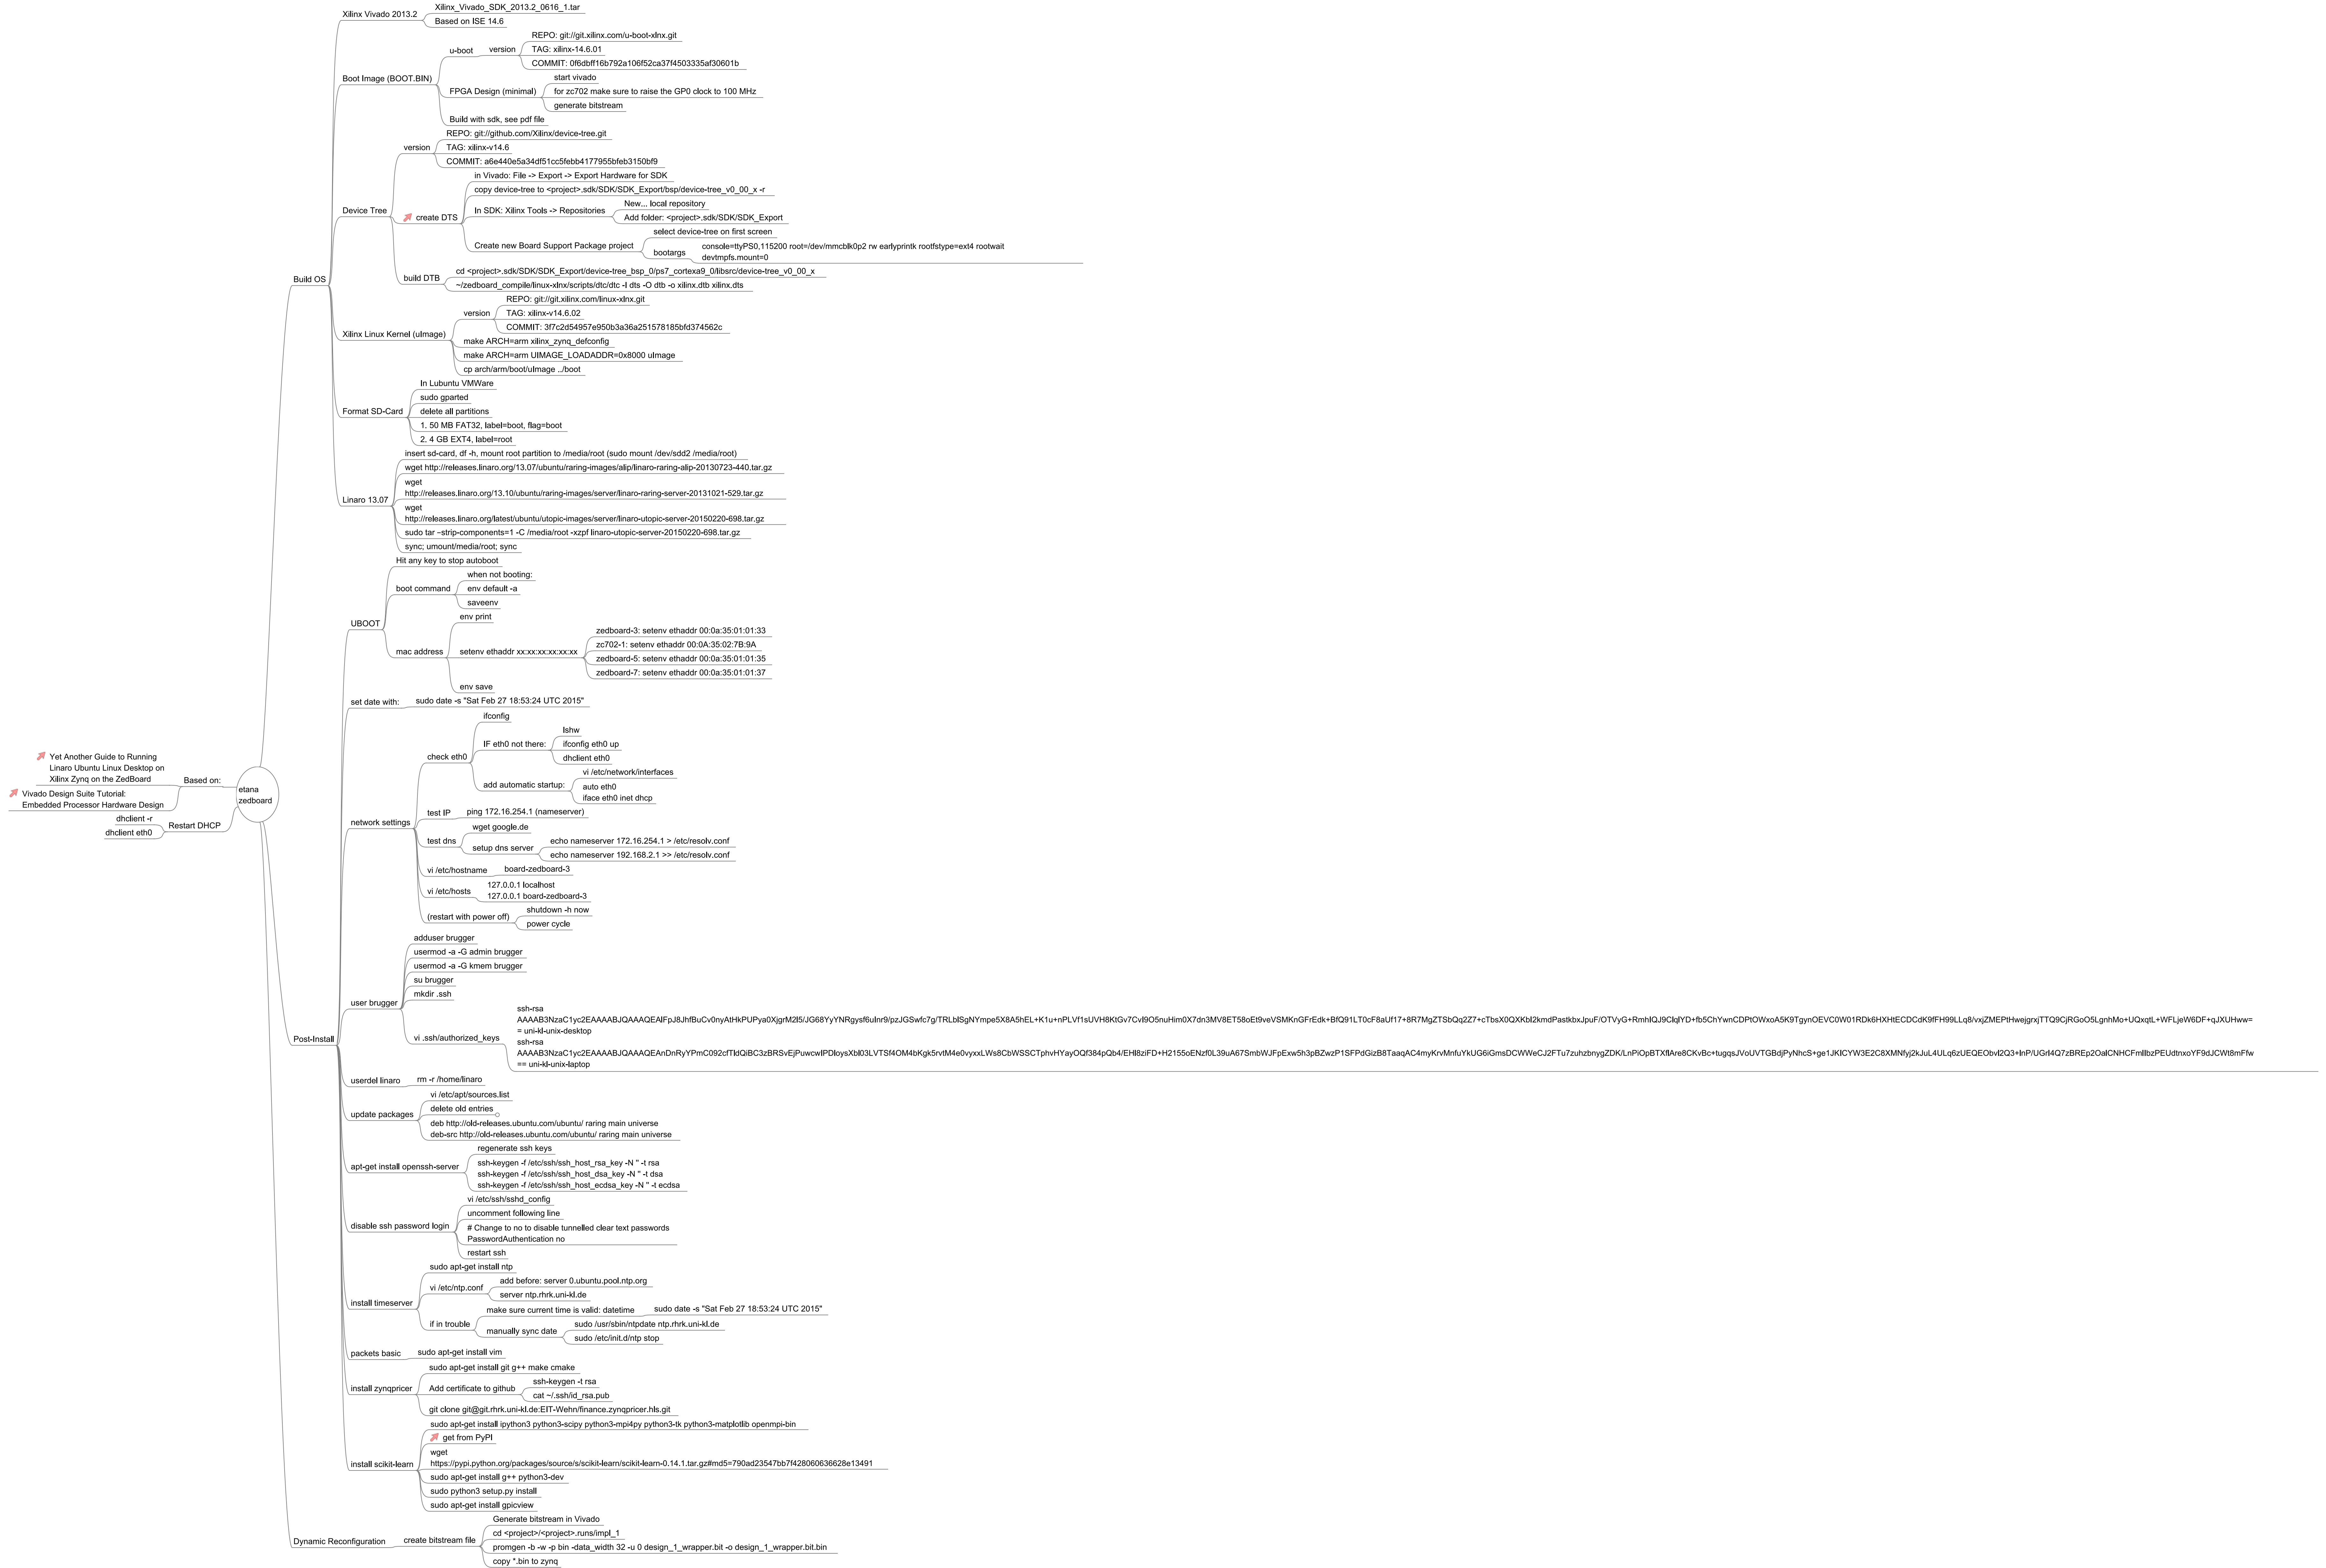 Xilinx Vivado 2013.2
Xilinx_Vivado_SDK_2013.2_0616_1.tar
Based on ISE 14.6
Boot Image (BOOT.BIN)
u-boot
version
REPO: git://git.xilinx.com/u-boot-xlnx.git
TAG: xilinx-14.6.01
COMMIT: 0f6dbff16b792a106f52ca37f4503335af30601b
FPGA Design (minimal)
start vivado
for zc702 make sure to raise the GP0 clock to 100 MHz
generate bitstream
Build with sdk, see pdf file
Device Tree
version
REPO: git://github.com/Xilinx/device-tree.git
TAG: xilinx-v14.6
COMMIT: a6e440e5a34df51cc5febb4177955bfeb3150bf9
create DTS
in Vivado: File -> Export -> Export Hardware for SDK
copy device-tree to <project>.sdk/SDK/SDK_Export/bsp/device-tree_v0_00_x -r
In SDK: Xilinx Tools -> Repositories
New... local repository
Add folder: <project>.sdk/SDK/SDK_Export
Create new Board Support Package project
select device-tree on first screen
bootargs
console=ttyPS0,115200 root=/dev/mmcblk0p2 rw earlyprintk rootfstype=ext4 rootwait
devtmpfs.mount=0
build DTB
cd <project>.sdk/SDK/SDK_Export/device-tree_bsp_0/ps7_cortexa9_0/libsrc/device-tree_v0_00_x
~/zedboard_compile/linux-xlnx/scripts/dtc/dtc -I dts -O dtb -o xilinx.dtb xilinx.dts
Build OS
Xilinx Linux Kernel (uImage)
version
REPO: git://git.xilinx.com/linux-xlnx.git
TAG: xilinx-v14.6.02
COMMIT: 3f7c2d54957e950b3a36a251578185bfd374562c
make ARCH=arm xilinx_zynq_defconfig
make ARCH=arm UIMAGE_LOADADDR=0x8000 uImage
cp arch/arm/boot/uImage ../boot
Format SD-Card
In Lubuntu VMWare
sudo gparted
delete all partitions
1. 50 MB FAT32, label=boot, flag=boot
2. 4 GB EXT4, label=root
Linaro 13.07
insert sd-card, df -h, mount root partition to /media/root (sudo mount /dev/sdd2 /media/root)
wget http://releases.linaro.org/13.07/ubuntu/raring-images/alip/linaro-raring-alip-20130723-440.tar.gz
wget
http://releases.linaro.org/13.10/ubuntu/raring-images/server/linaro-raring-server-20131021-529.tar.gz
wget
http://releases.linaro.org/latest/ubuntu/utopic-images/server/linaro-utopic-server-20150220-698.tar.gz
sudo tar –strip-components=1 -C /media/root -xzpf linaro-utopic-server-20150220-698.tar.gz
sync; umount/media/root; sync
UBOOT
Hit any key to stop autoboot
boot command
when not booting:
env default -a
saveenv
mac address
env print
setenv ethaddr xx:xx:xx:xx:xx:xx
zedboard-3: setenv ethaddr 00:0a:35:01:01:33
zc702-1: setenv ethaddr 00:0A:35:02:7B:9A
zedboard-5: setenv ethaddr 00:0a:35:01:01:35
zedboard-7: setenv ethaddr 00:0a:35:01:01:37
env save
set date with:
sudo date -s "Sat Feb 27 18:53:24 UTC 2015"
network settings
check eth0
ifconfig
IF eth0 not there:
lshw
ifconfig eth0 up
dhclient eth0
add automatic startup:
vi /etc/network/interfaces
auto eth0
iface eth0 inet dhcp
test IP
ping 172.16.254.1 (nameserver)
test dns
wget google.de
setup dns server
echo nameserver 172.16.254.1 > /etc/resolv.conf
echo nameserver 192.168.2.1 >> /etc/resolv.conf
vi /etc/hostname
board-zedboard-3
vi /etc/hosts
127.0.0.1 localhost
127.0.0.1 board-zedboard-3
(restart with power off)
shutdown -h now
power cycle
Yet Another Guide to Running
Linaro Ubuntu Linux Desktop on
Xilinx Zynq on the ZedBoard
Based on:
Vivado Design Suite Tutorial:
Embedded Processor Hardware Design
etana
zedboard
dhclient -r
dhclient eth0
Restart DHCP
Post-Install
user brugger
adduser brugger
usermod -a -G admin brugger
usermod -a -G kmem brugger
su brugger
mkdir .ssh
vi .ssh/authorized_keys
ssh-rsa
= uni-kl-unix-desktop
ssh-rsa
== uni-kl-unix-laptop
userdel linaro
rm -r /home/linaro
update packages
vi /etc/apt/sources.list
delete old entries
deb http://old-releases.ubuntu.com/ubuntu/ raring main universe
deb-src http://old-releases.ubuntu.com/ubuntu/ raring main universe
apt-get install openssh-server
regenerate ssh keys
ssh-keygen -f /etc/ssh/ssh_host_rsa_key -N '' -t rsa
ssh-keygen -f /etc/ssh/ssh_host_dsa_key -N '' -t dsa
ssh-keygen -f /etc/ssh/ssh_host_ecdsa_key -N '' -t ecdsa
disable ssh password login
vi /etc/ssh/sshd_config
uncomment following line
# Change to no to disable tunnelled clear text passwords
PasswordAuthentication no
restart ssh
install timeserver
sudo apt-get install ntp
vi /etc/ntp.conf
add before: server 0.ubuntu.pool.ntp.org
server ntp.rhrk.uni-kl.de
if in trouble
make sure current time is valid: datetime
sudo date -s "Sat Feb 27 18:53:24 UTC 2015"
manually sync date
sudo /usr/sbin/ntpdate ntp.rhrk.uni-kl.de
sudo /etc/init.d/ntp stop
packets basic
sudo apt-get install vim
install zynqpricer
sudo apt-get install git g++ make cmake
Add certificate to github
ssh-keygen -t rsa
cat ~/.ssh/id_rsa.pub
git clone git@git.rhrk.uni-kl.de:EIT-Wehn/finance.zynqpricer.hls.git
install scikit-learn
sudo apt-get install ipython3 python3-scipy python3-mpi4py python3-tk python3-matplotlib openmpi-bin
get from PyPI
wget
https://pypi.python.org/packages/source/s/scikit-learn/scikit-learn-0.14.1.tar.gz#md5=790ad23547bb7f428060636628e13491
sudo apt-get install g++ python3-dev
sudo python3 setup.py install
sudo apt-get install gpicview
Dynamic Reconfiguration
create bitstream file
Generate bitstream in Vivado
cd <project>/<project>.runs/impl_1
promgen -b -w -p bin -data_width 32 -u 0 design_1_wrapper.bit -o design_1_wrapper.bit.bin
copy *.bin to zynq